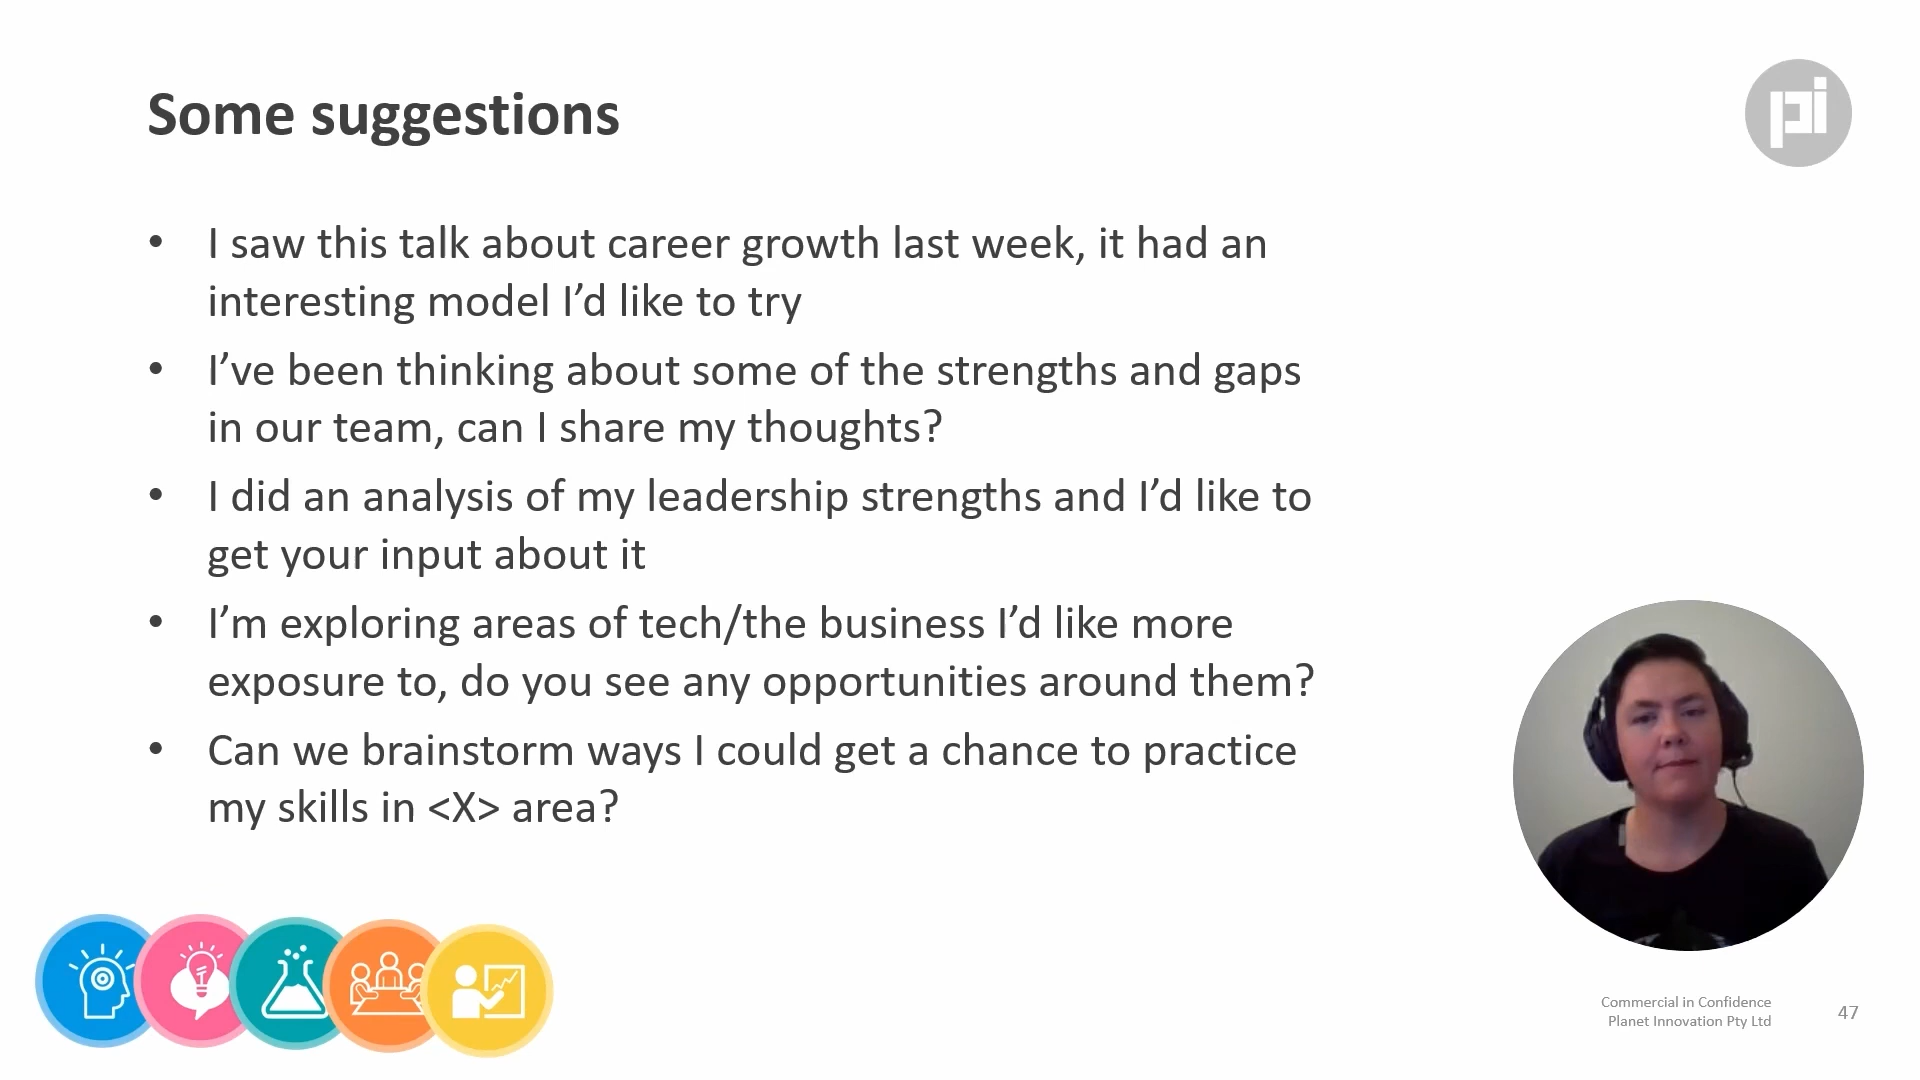 Some suggestions
pi
• I saw this talk about career growth last week, it had an
interesting model I’d like to try
• I’ve been thinking about some of the strengths and gaps
in our team, can I share my thoughts?
• I did an analysis of my leadership strengths and I’d like to
get your input about it
• I’m exploring areas of tech/the business I’d like more
exposure to, do you see any opportunities around them?
• Can we brainstorm ways I could get a chance to practice
my skills in <X> area?
Commercial in Confidence
Planet Innovation Pty Ltd
47